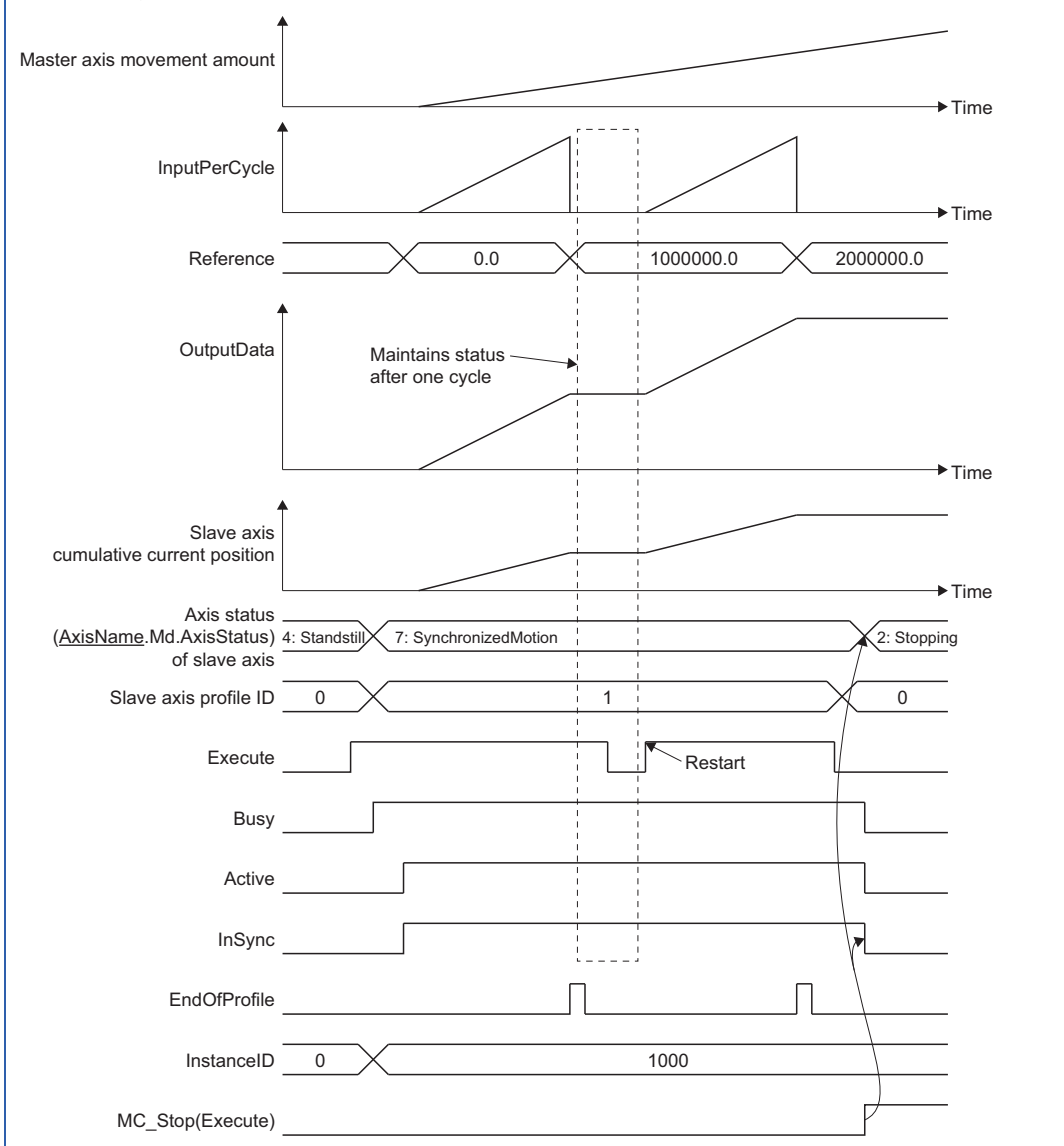 Master axis movement amount
Time
InputPerCycle
Time
Reference
0.0
1000000.0
2000000.0
OutputData
Maintains status
after one cycle
Time
Slave axis
cumulative current position
Time
Axis status
(AxisName.Md.AxisStatus)
of slave axis
4: Standstill
7: SynchronizedMotion
2: Stopping
Slave axis profile ID
0
1
0
Execute
Restart
Busy
Active
InSync
EndOfProfile
InstanceID
0
1000
MC_Stop(Execute)